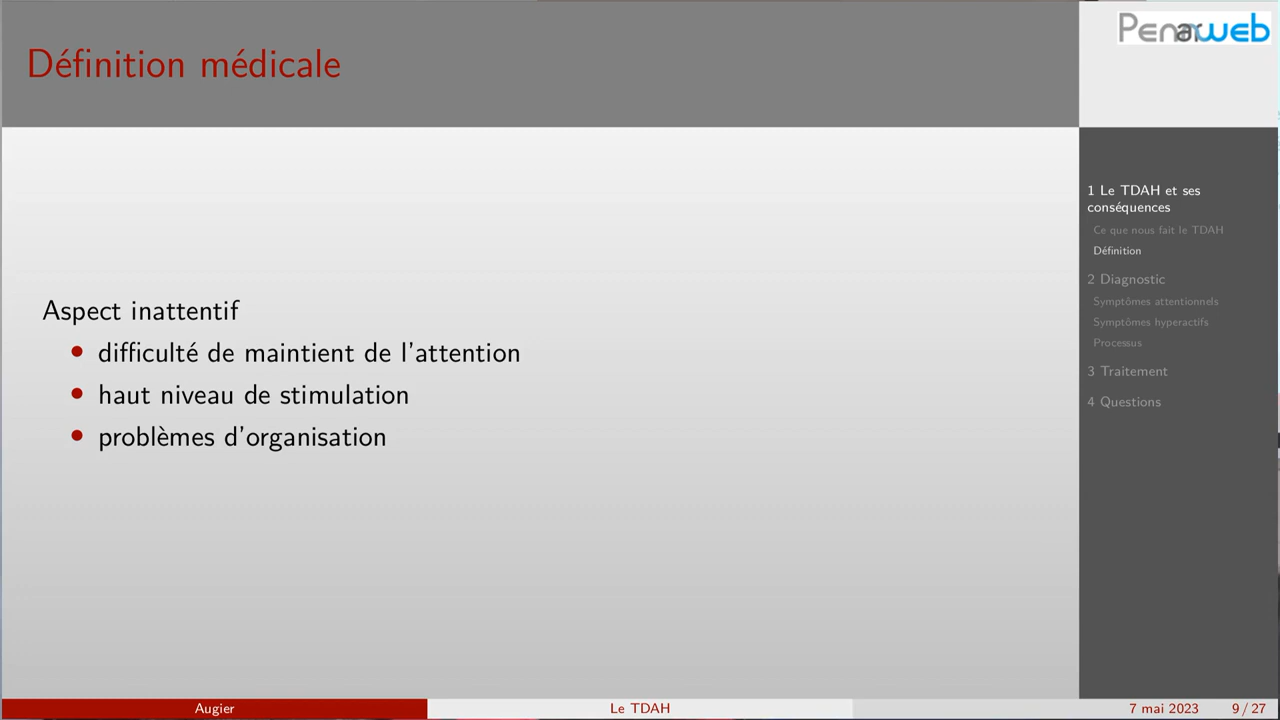 Définition médicale
Penarweb
Aspect inattentif
• difficulté de maintient de l'attention
• haut niveau de stimulation
• problèmes d'organisation
1 Le TDAH et ses
conséquences
Ce que nous fait le TDAH
Définition
2 Diagnostic
Symptômes attentionnels
Symptômes hyperactifs
Processus
3 Traitement
4 Questions
Augier
Le TDAH
7 mai 2023
9 / 27